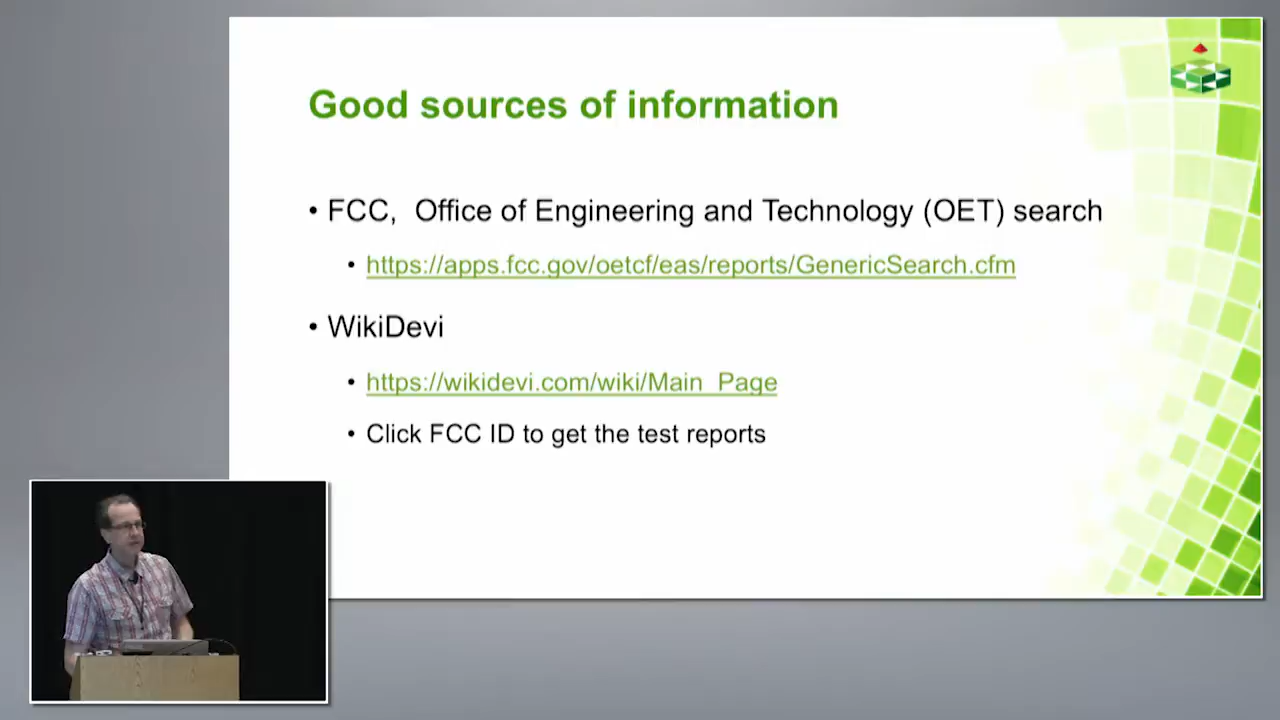 Good sources of information
• FCC, Office of Engineering and Technology (OET) search
• https://apps.fcc.gov/oetcf/eas/reports/GenericSearch.cfm
• WikiDevi
• https://wikidevi.com/wiki/Main_Page
• Click FCC ID to get the test reports